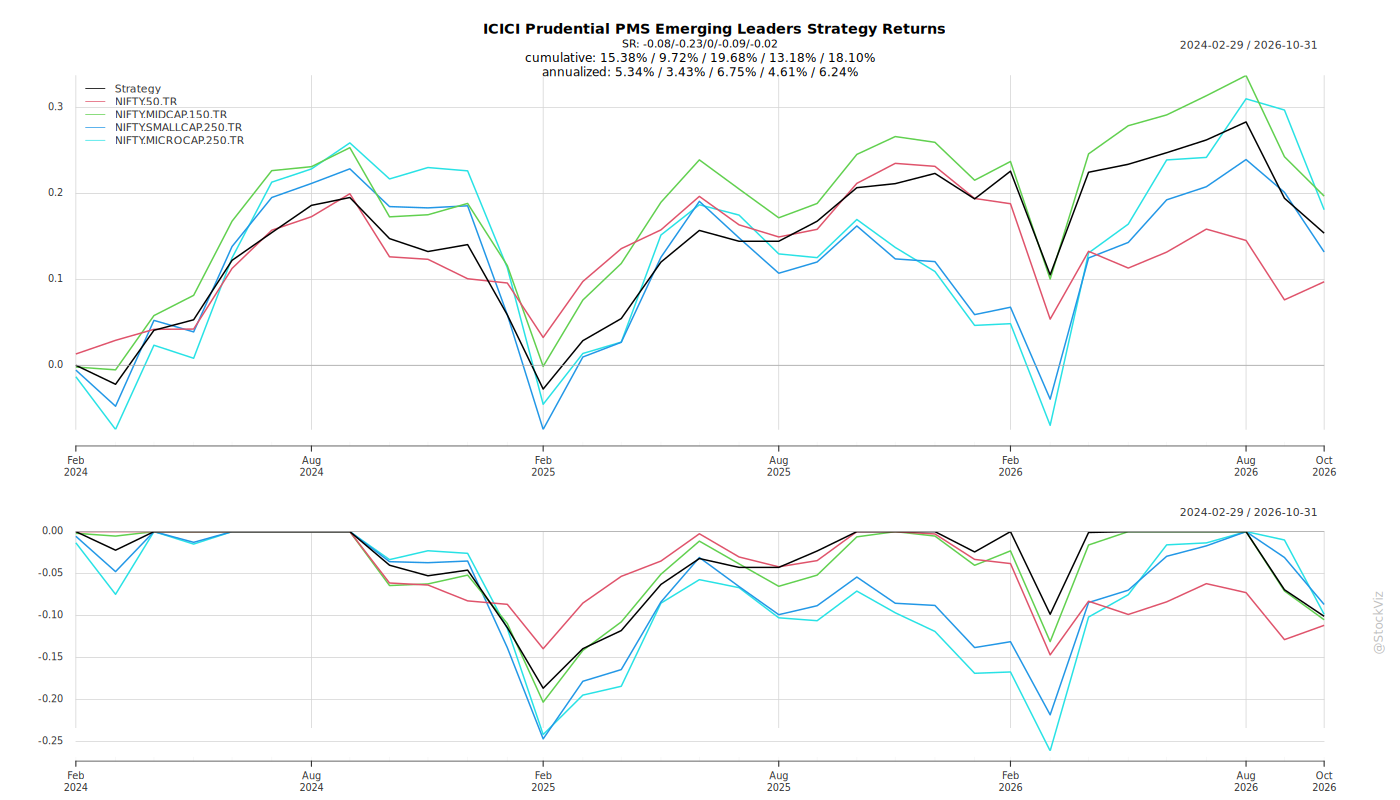 ICICI Prudential PMS Emerging Leaders Strategy Returns
SR: -0.08/-0.23/0/-0.09/-0.02
cumulative: 15.38% / 9.72% / 19.68% / 13.18% / 18.10%
annualized: 5.34% / 3.43% / 6.75% / 4.61% / 6.24%
2024-02-29 / 2026-10-31
Strategy
NIFTY.50.TR
NIFTY.MIDCAP.150.TR
NIFTY.SMALLCAP.250.TR
NIFTY.MICROCAP.250.TR
0.3
0.2
0.1
0.0
Feb 2024
Aug 2024
Feb 2025
Aug 2025
Feb 2026
Aug 2026
Oct 2026
2024-02-29 / 2026-10-31
0.00
-0.05
-0.10
-0.15
-0.20
-0.25
Feb 2024
Aug 2024
Feb 2025
Aug 2025
Feb 2026
Aug 2026
Oct 2026
@StockViz